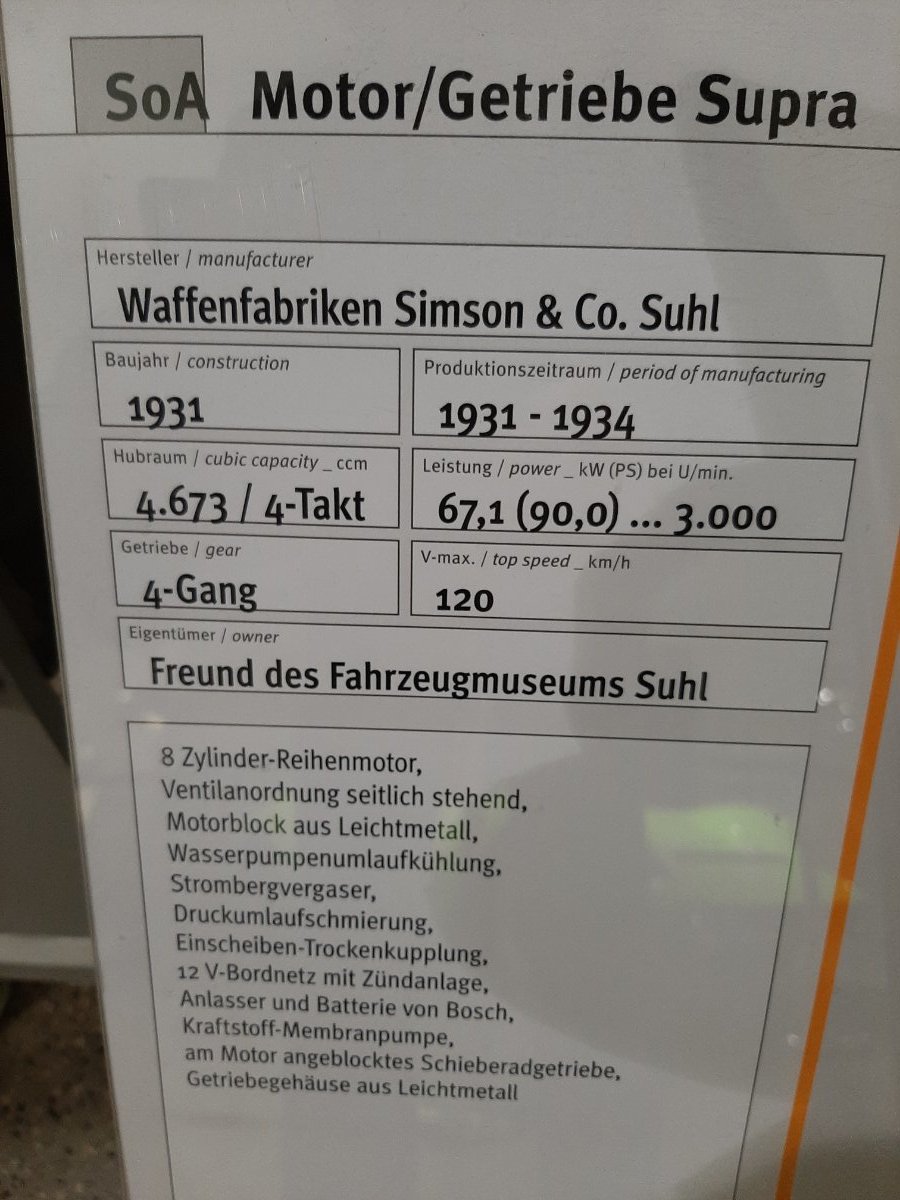 SoA Motor/Getriebe Supra
Hersteller / manufacturer
Waffenfabriken Simson & Co. Suhl
Baujahr / construction
1931
Produktionszeitraum / period of manufacturing
1931 - 1934
Hubraum / cubic capacity _ ccm
4.673 / 4-Takt
Leistung / power _ kW (PS) bei U/min.
67,1 (90,0) ... 3.000
Getriebe / gear
4-Gang
V-max. / top speed _ km/h
120
Eigentümer / owner
Freund des Fahrzeugmuseums Suhl
8 Zylinder-Reihenmotor,
Ventilanordnung seitlich stehend,
Motorblock aus Leichtmetall,
Wasserpumpenumlaufkühlung,
Strombergvergaser,
Druckumlaufschmierung,
Einscheiben-Trockenkupplung,
12 V-Bordnetz mit Zündanlage,
Anlasser und Batterie von Bosch,
Kraftstoff-Membranpumpe,
am Motor angeblocktes Schieberadgetriebe,
Getriebegehäuse aus Leichtmetall